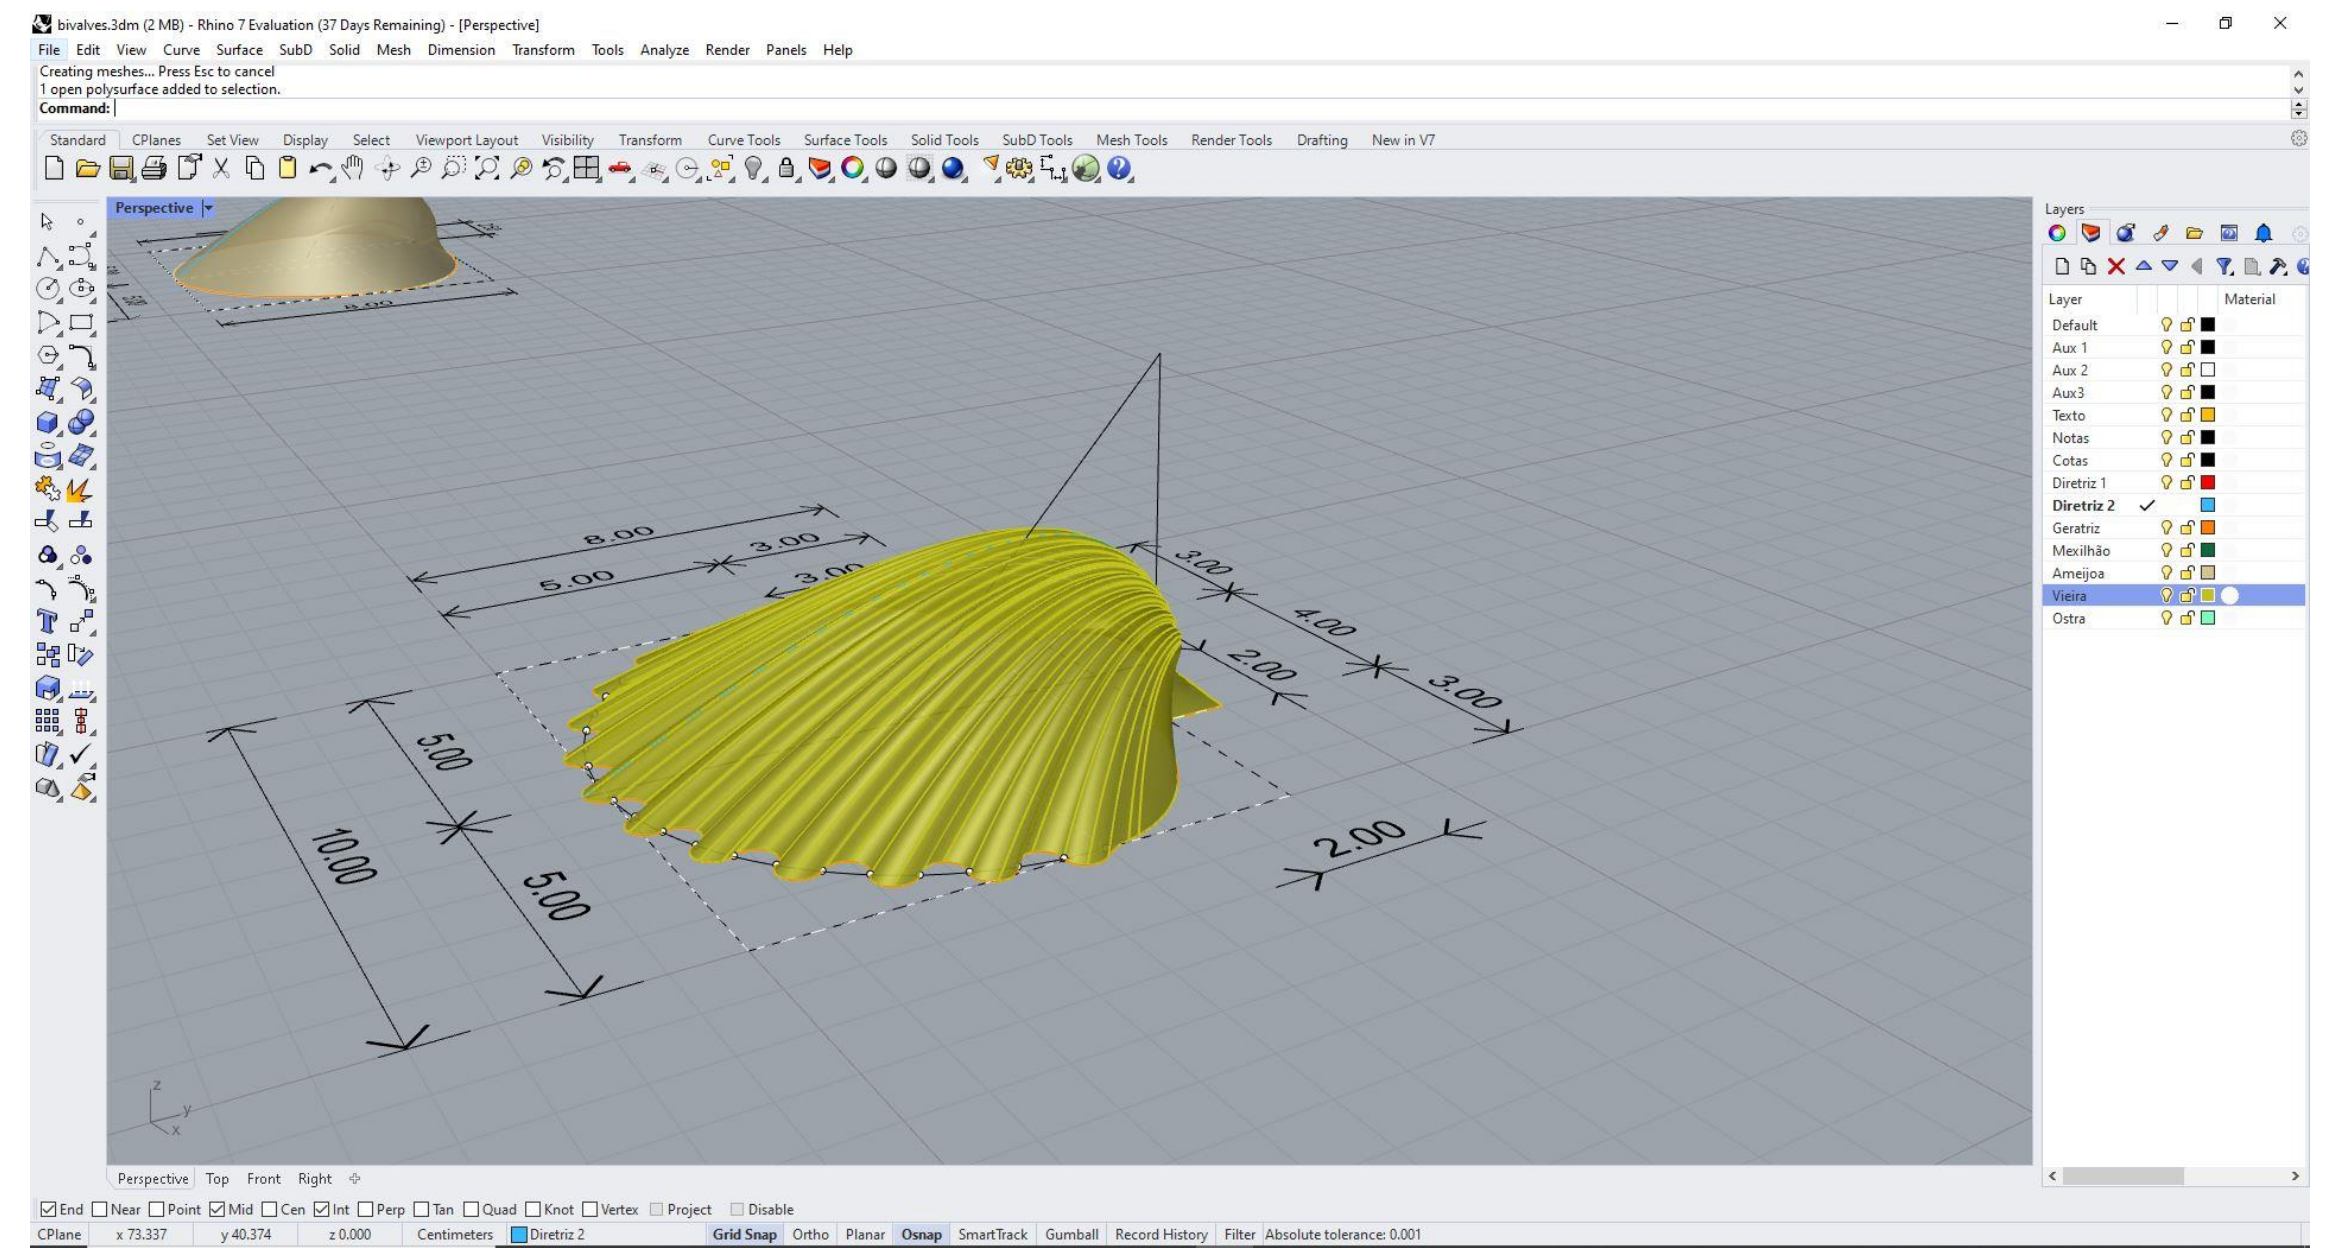 bivalves.3dm (2 MB) - Rhino 7 Evaluation (37 Days Remaining) - [Perspective]
File Edit View Curve Surface SubD Solid Mesh Dimension Transform Tools Analyze Render Panels Help
Creating meshes... Press Esc to cancel
1 open polysurface added to selection.
Command:
Standard CPlanes Set View Display Select Viewport Layout Visibility Transform Curve Tools Surface Tools Solid Tools SubD Tools Mesh Tools Render Tools Drafting New in V7
Perspective
8.00
8.00
3.00
5.00
3.00
3.00
4.00
2.00
3.00
5.00
10.00
5.00
2.00
z
y
x
Layers
Layer Material
Default
Aux 1
Aux 2
Aux3
Texto
Notas
Cotas
Diretriz 1
Diretriz 2
Geratriz
Mexilhão
Ameijoa
Vieira
Ostra
Perspective Top Front Right
End Near Point Mid Cen Int Perp Tan Quad Knot Vertex Project Disable
CPlane x 73.337 y 40.374 z 0.000 Centimeters Diretriz 2 Grid Snap Ortho Planar Osnap SmartTrack Gumball Record History Filter Absolute tolerance: 0.001